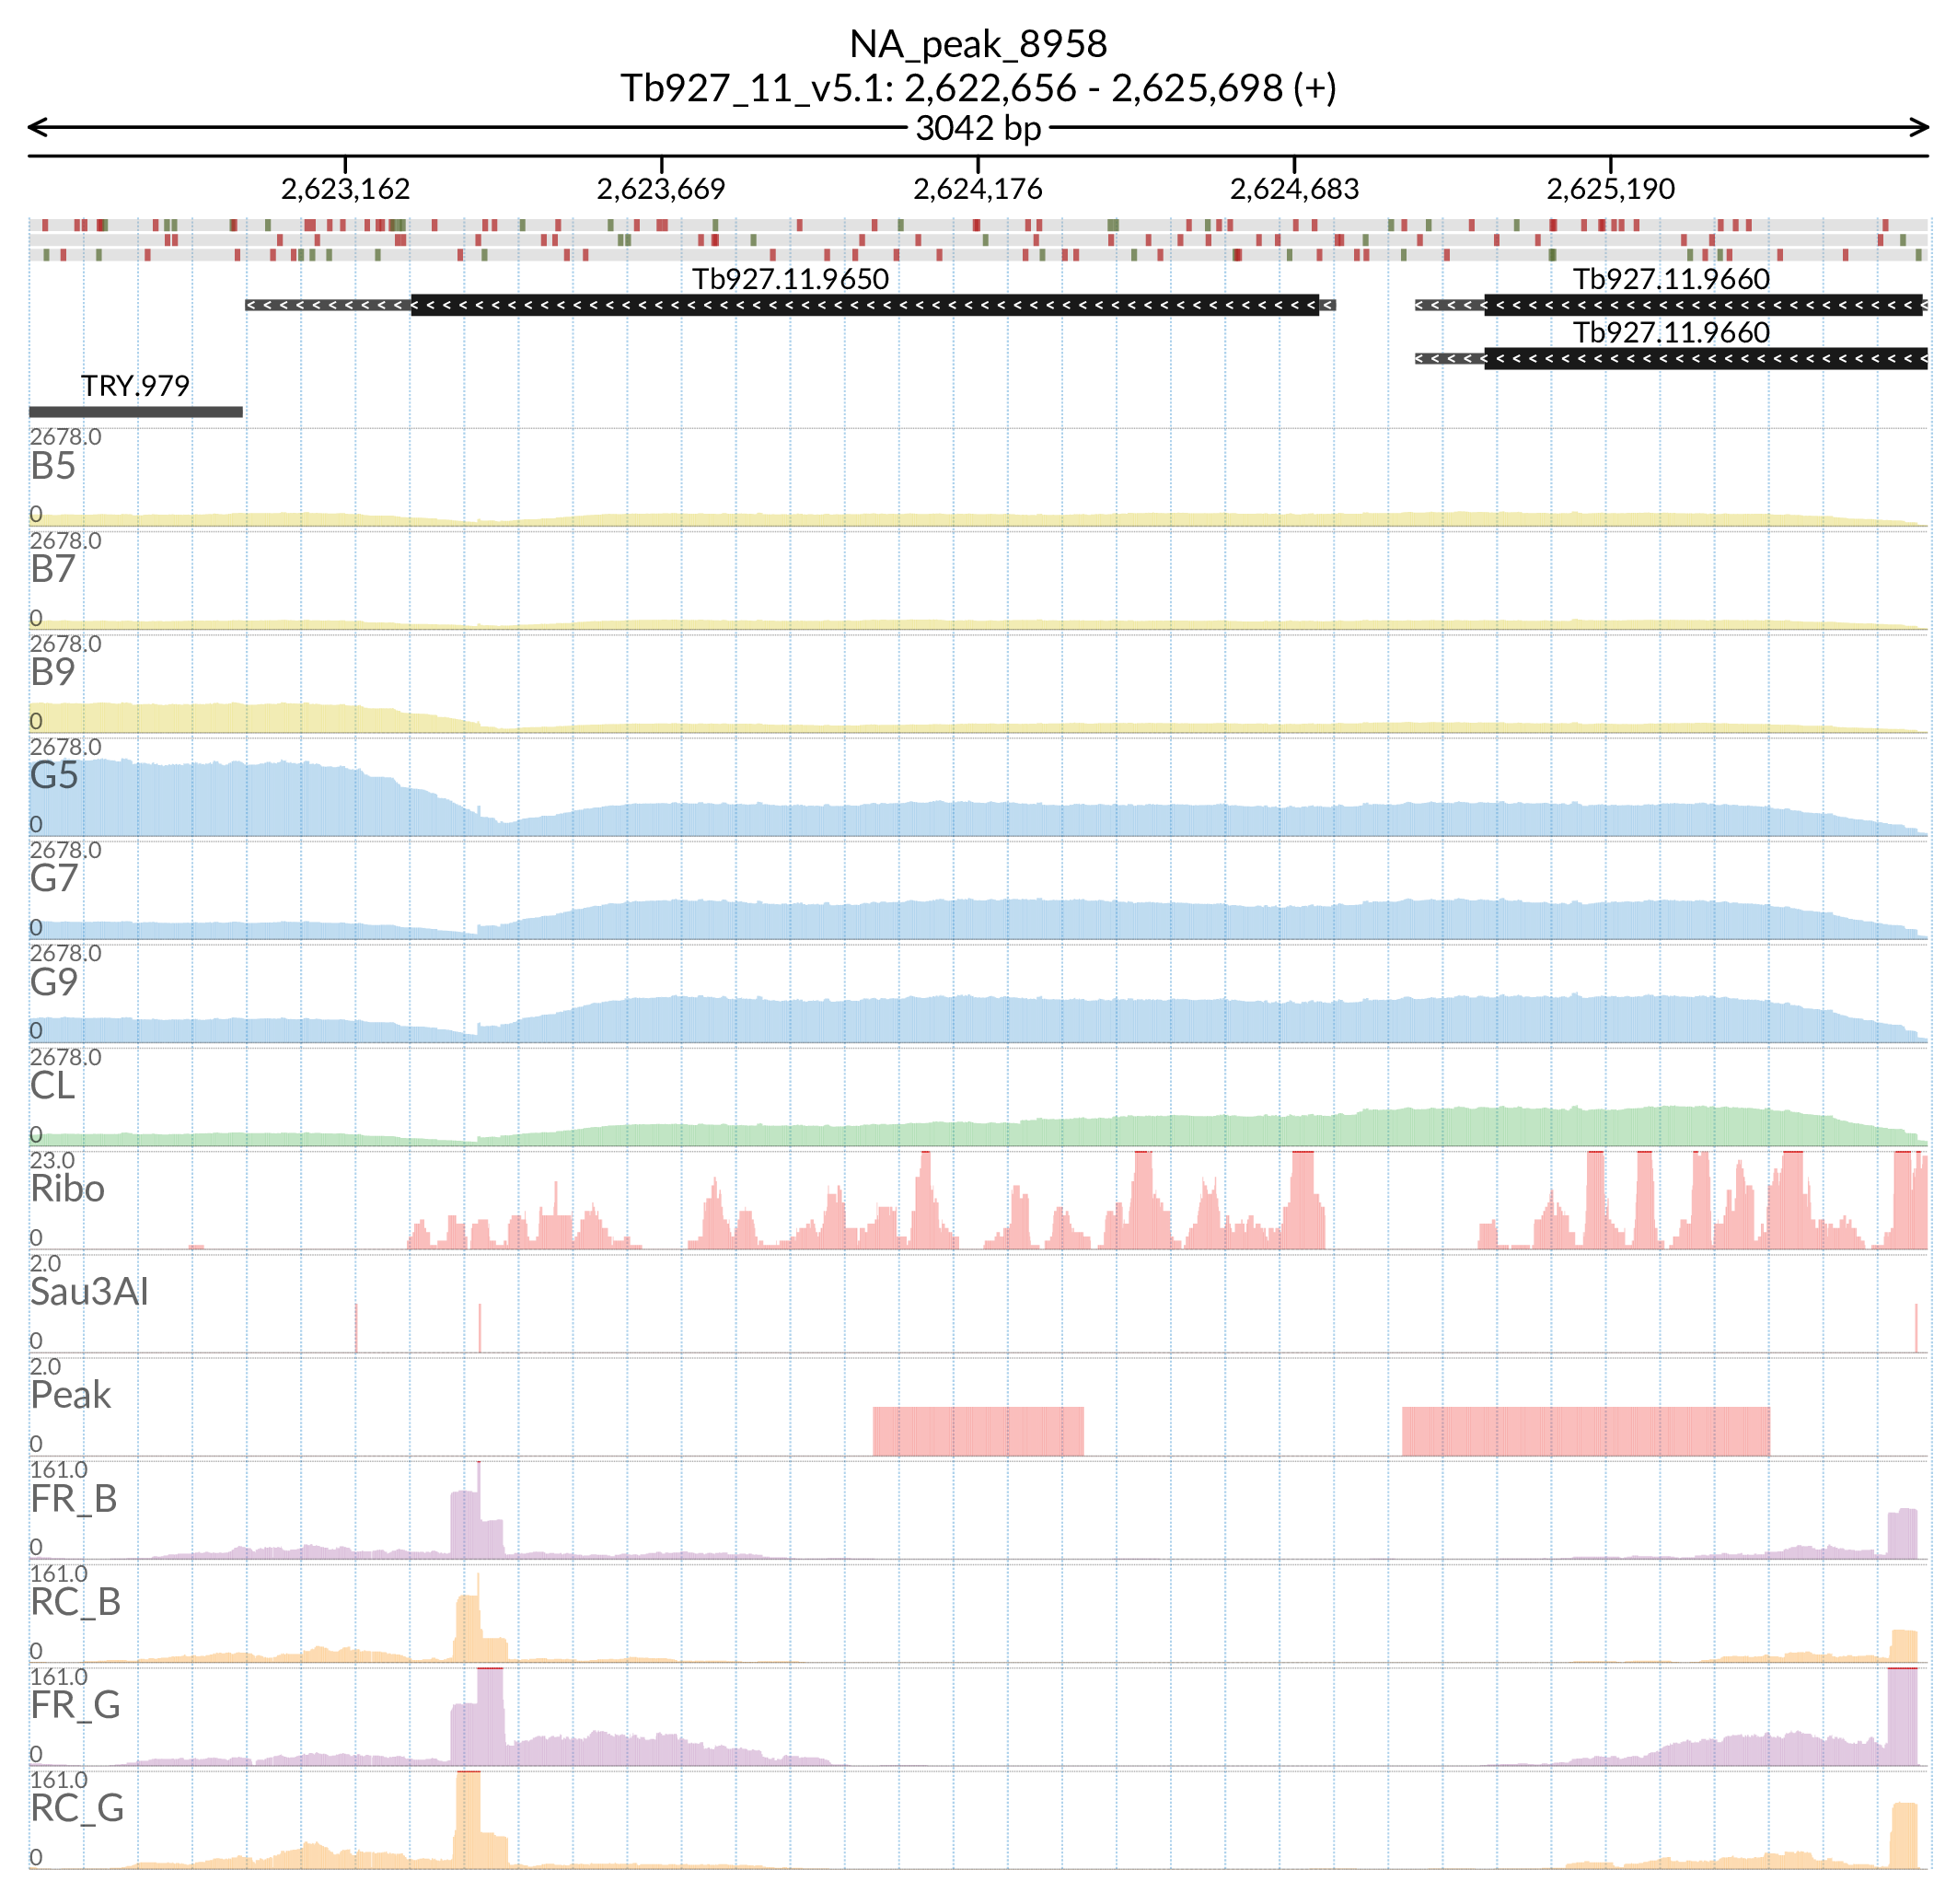 NA_peak_8958
Tb927_11_v5.1: 2,622,656 - 2,625,698 (+)
3042 bp
2,623,162 2,623,669 2,624,176 2,624,683 2,625,190
Tb927.11.9650 Tb927.11.9660
Tb927.11.9660
TRY.979
2678.0
B5
0
2678.0
B7
0
2678.0
B9
0
2678.0
G5
0
2678.0
G7
0
2678.0
G9
0
2678.0
CL
0
23.0
Ribo
0
2.0
Sau3AI
0
2.0
Peak
0
161.0
FR_B
0
161.0
RC_B
0
161.0
FR_G
0
161.0
RC_G
0